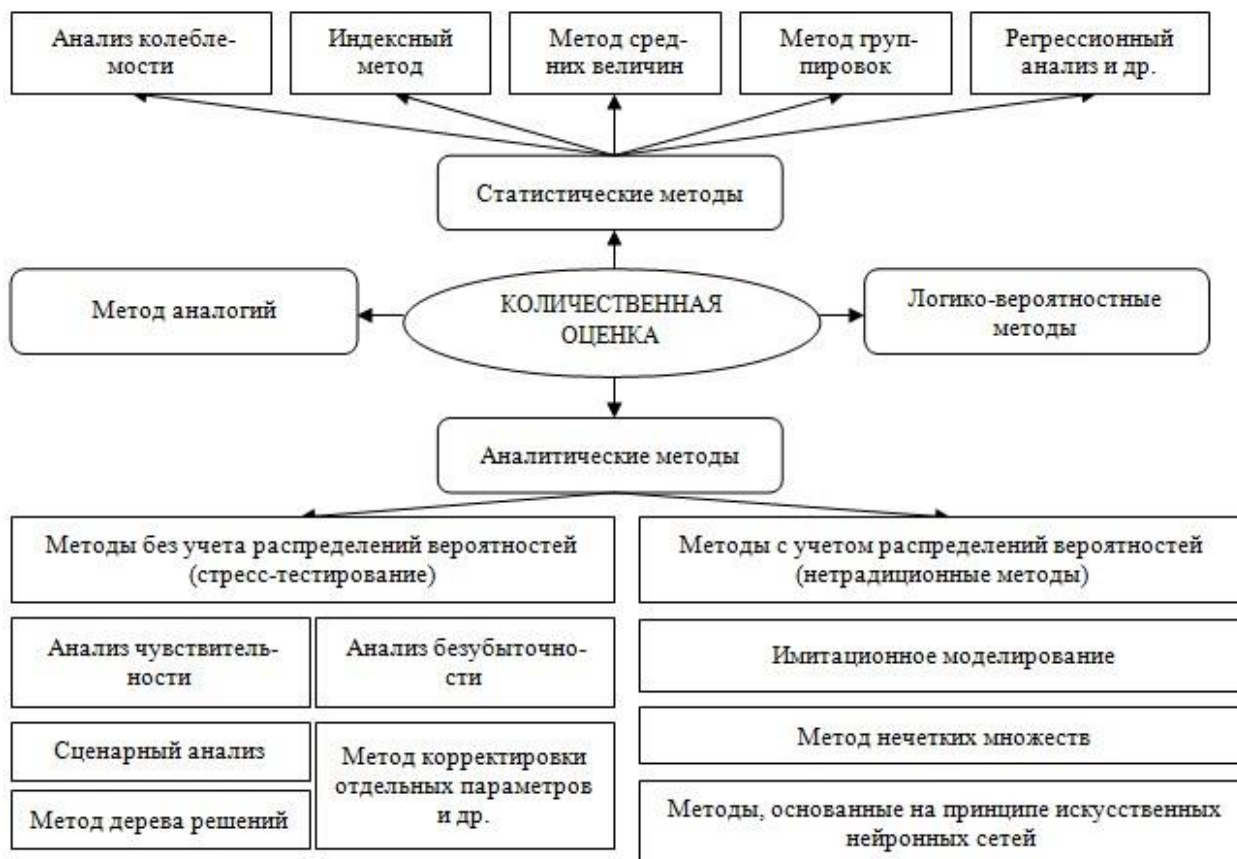 Анализ колебле-
мости
Индексный
метод
Метод сред-
них величин
Метод груп-
пировок
Регрессионный
анализ и др.
Статистические методы
Метод аналогий
КОЛИЧЕСТВЕННАЯ
ОЦЕНКА
Логико-вероятностные
методы
Аналитические методы
Методы без учета распределений вероятностей
(стресс-тестирование)
Методы с учетом распределений вероятностей
(нетрадиционные методы)
Анализ чувствитель-
ности
Анализ безубыточно-
сти
Имитационное моделирование
Сценарный анализ
Метод корректировки
отдельных параметров
и др.
Метод нечетких множеств
Метод дерева решений
Методы, основанные на принципе искусственных
нейронных сетей